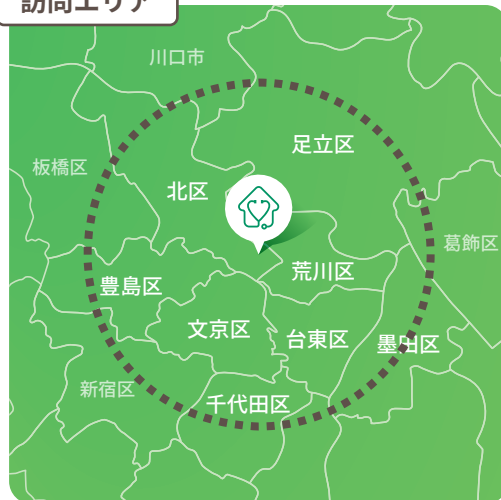 訪問エリア
川口市
足立区
板橋区
北区
葛飾区
荒川区
豊島区
文京区
台東区
墨田区
新宿区
千代田区